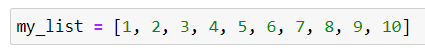 my_list = [1, 2, 3, 4, 5, 6, 7, 8, 9, 10]